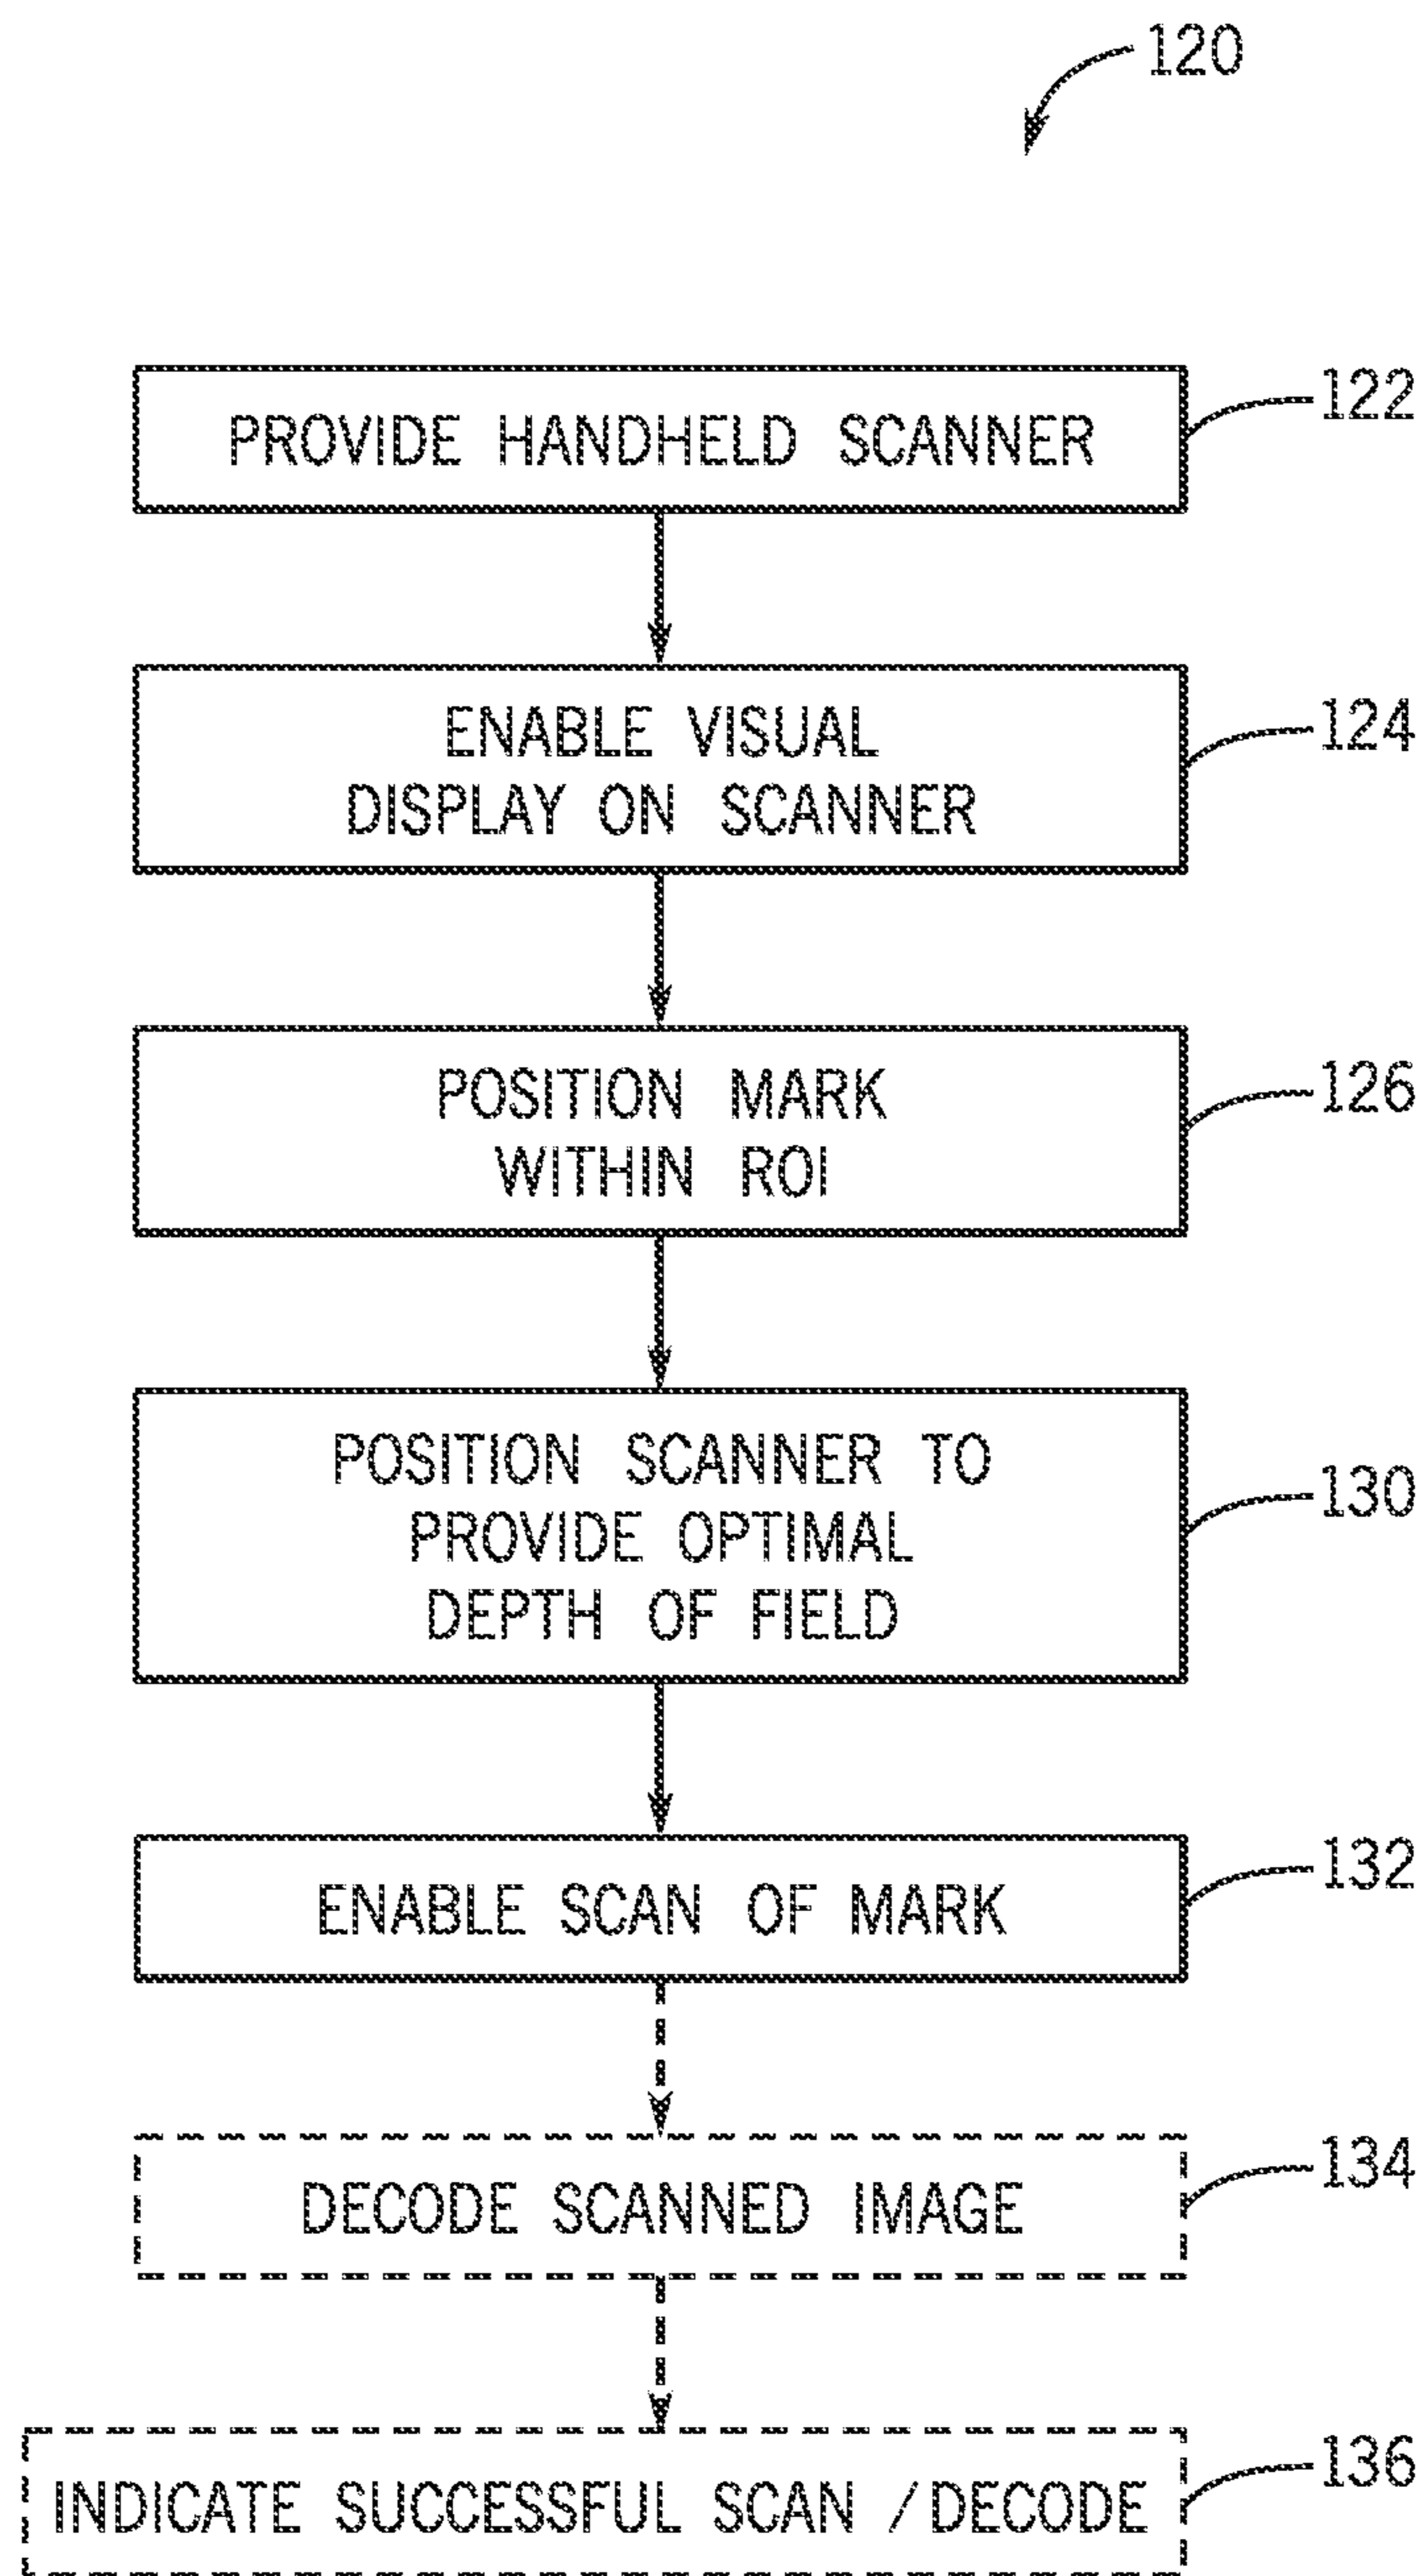 120
PROVIDE HANDHELD SCANNER
122
ENABLE VISUAL
DISPLAY ON SCANNER
124
POSITION MARK
WITHIN ROI
126
POSITION SCANNER TO
PROVIDE OPTIMAL
DEPTH OF FIELD
130
ENABLE SCAN OF MARK
132
DECODE SCANNED IMAGE
134
INDICATE SUCCESSFUL SCAN / DECODE
136